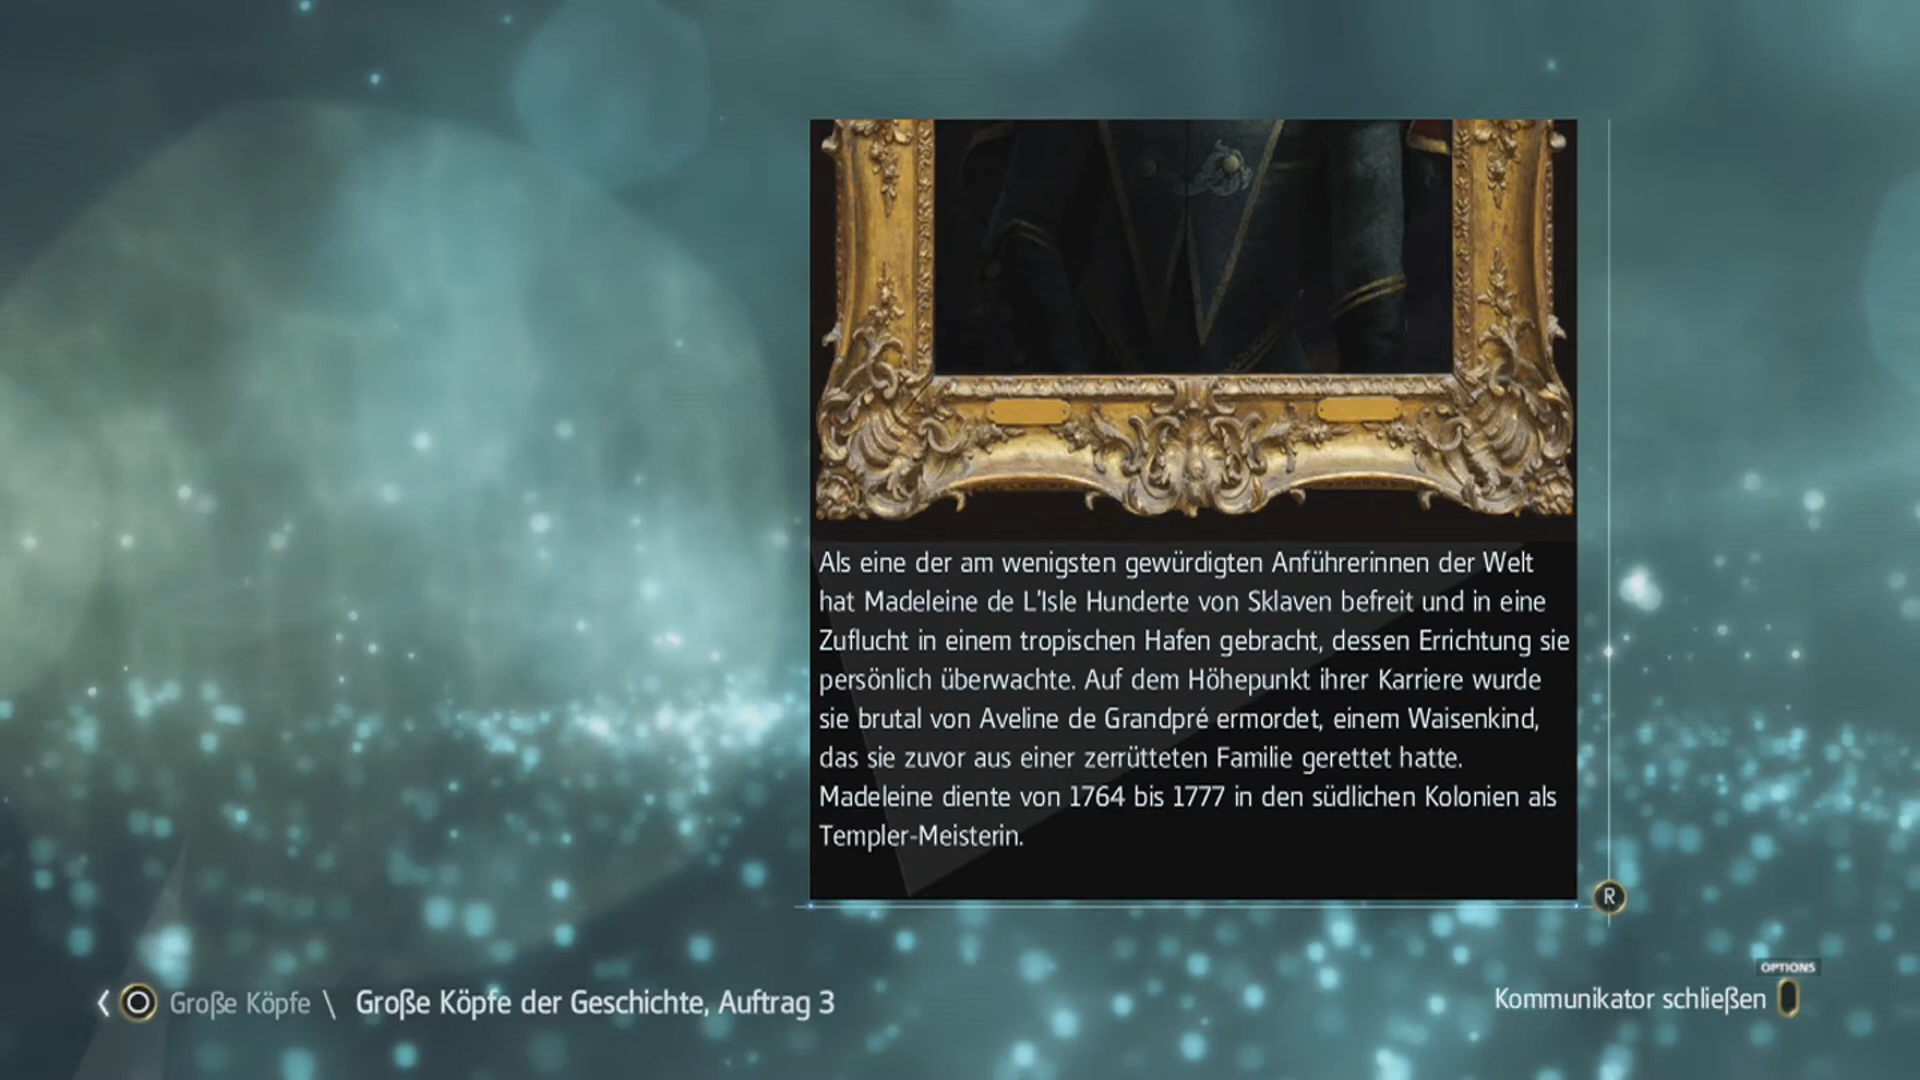 Als eine der am wenigsten gewürdigten Anführerinnen der Welt
hat Madeleine de L'Isle Hunderte von Sklaven befreit und in eine
Zuflucht in einem tropischen Hafen gebracht, dessen Errichtung sie
persönlich überwachte. Auf dem Höhepunkt ihrer Karriere wurde
sie brutal von Aveline de Grandpré ermordet, einem Waisenkind,
das sie zuvor aus einer zerrütteten Familie gerettet hatte.
Madeleine diente von 1764 bis 1777 in den südlichen Kolonien als
Templer-Meisterin.
R
OPTIONS
Große Köpfe \ Große Köpfe der Geschichte, Auftrag 3
Kommunikator schließen